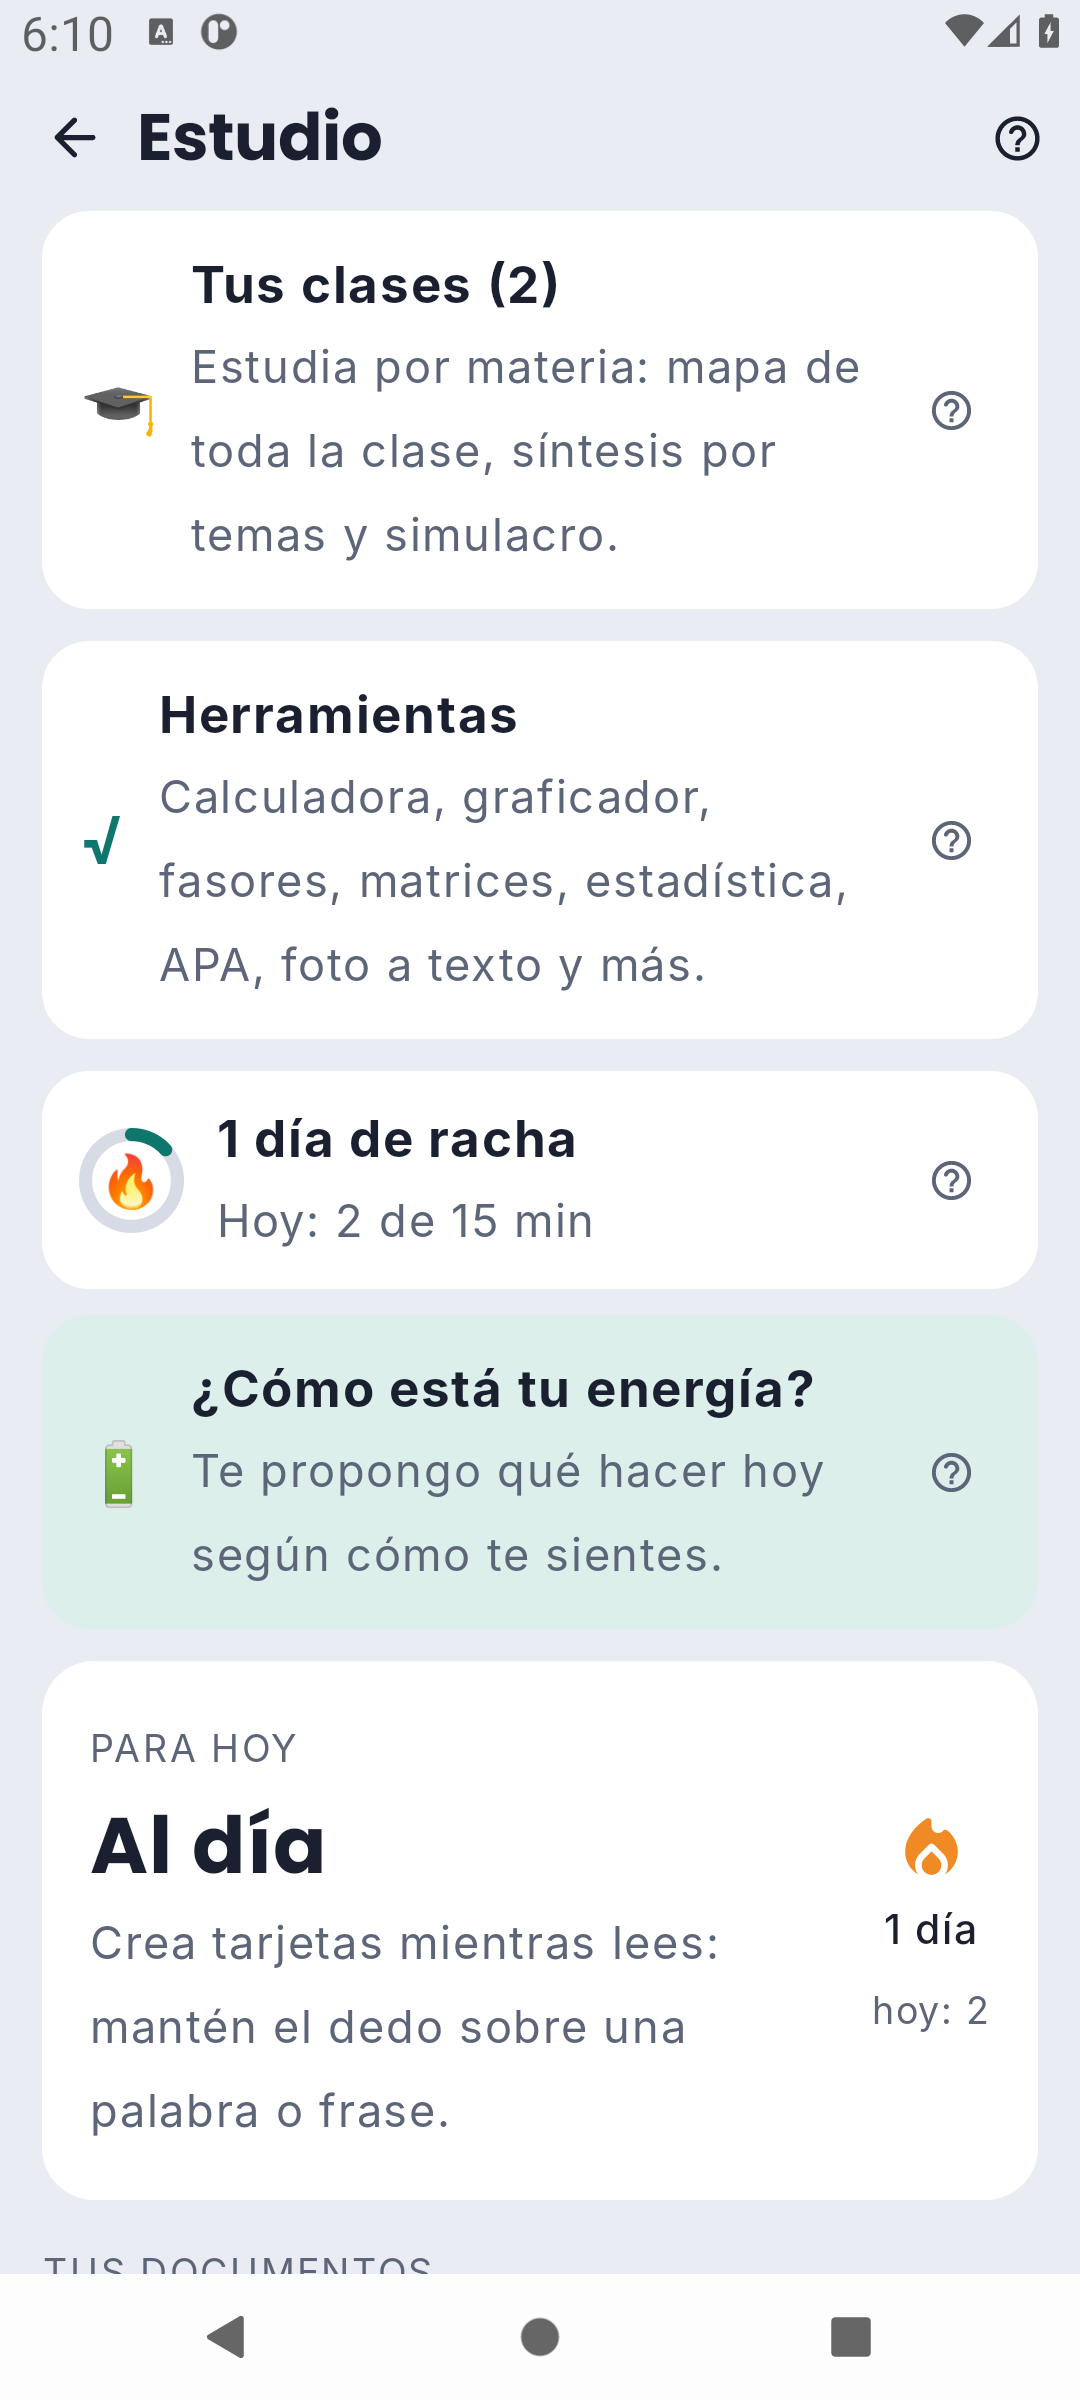 6:10
Estudio
Tus clases (2)
Estudia por materia: mapa de
toda la clase, síntesis por
temas y simulacro.
Herramientas
Calculadora, graficador,
fasores, matrices, estadística,
APA, foto a texto y más.
1 día de racha
Hoy: 2 de 15 min
¿Cómo está tu energía?
Te propongo qué hacer hoy
según cómo te sientes.
PARA HOY
Al día
Crea tarjetas mientras lees:
mantén el dedo sobre una
palabra o frase.
1 día
hoy: 2
TUS DOCUMENTOS